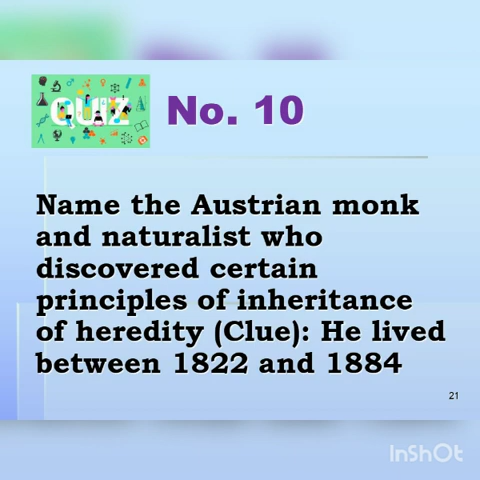 QUIZ
No. 10
Name the Austrian monk
and naturalist who
discovered certain
principles of inheritance
of heredity (Clue): He lived
between 1822 and 1884
21
InShOt